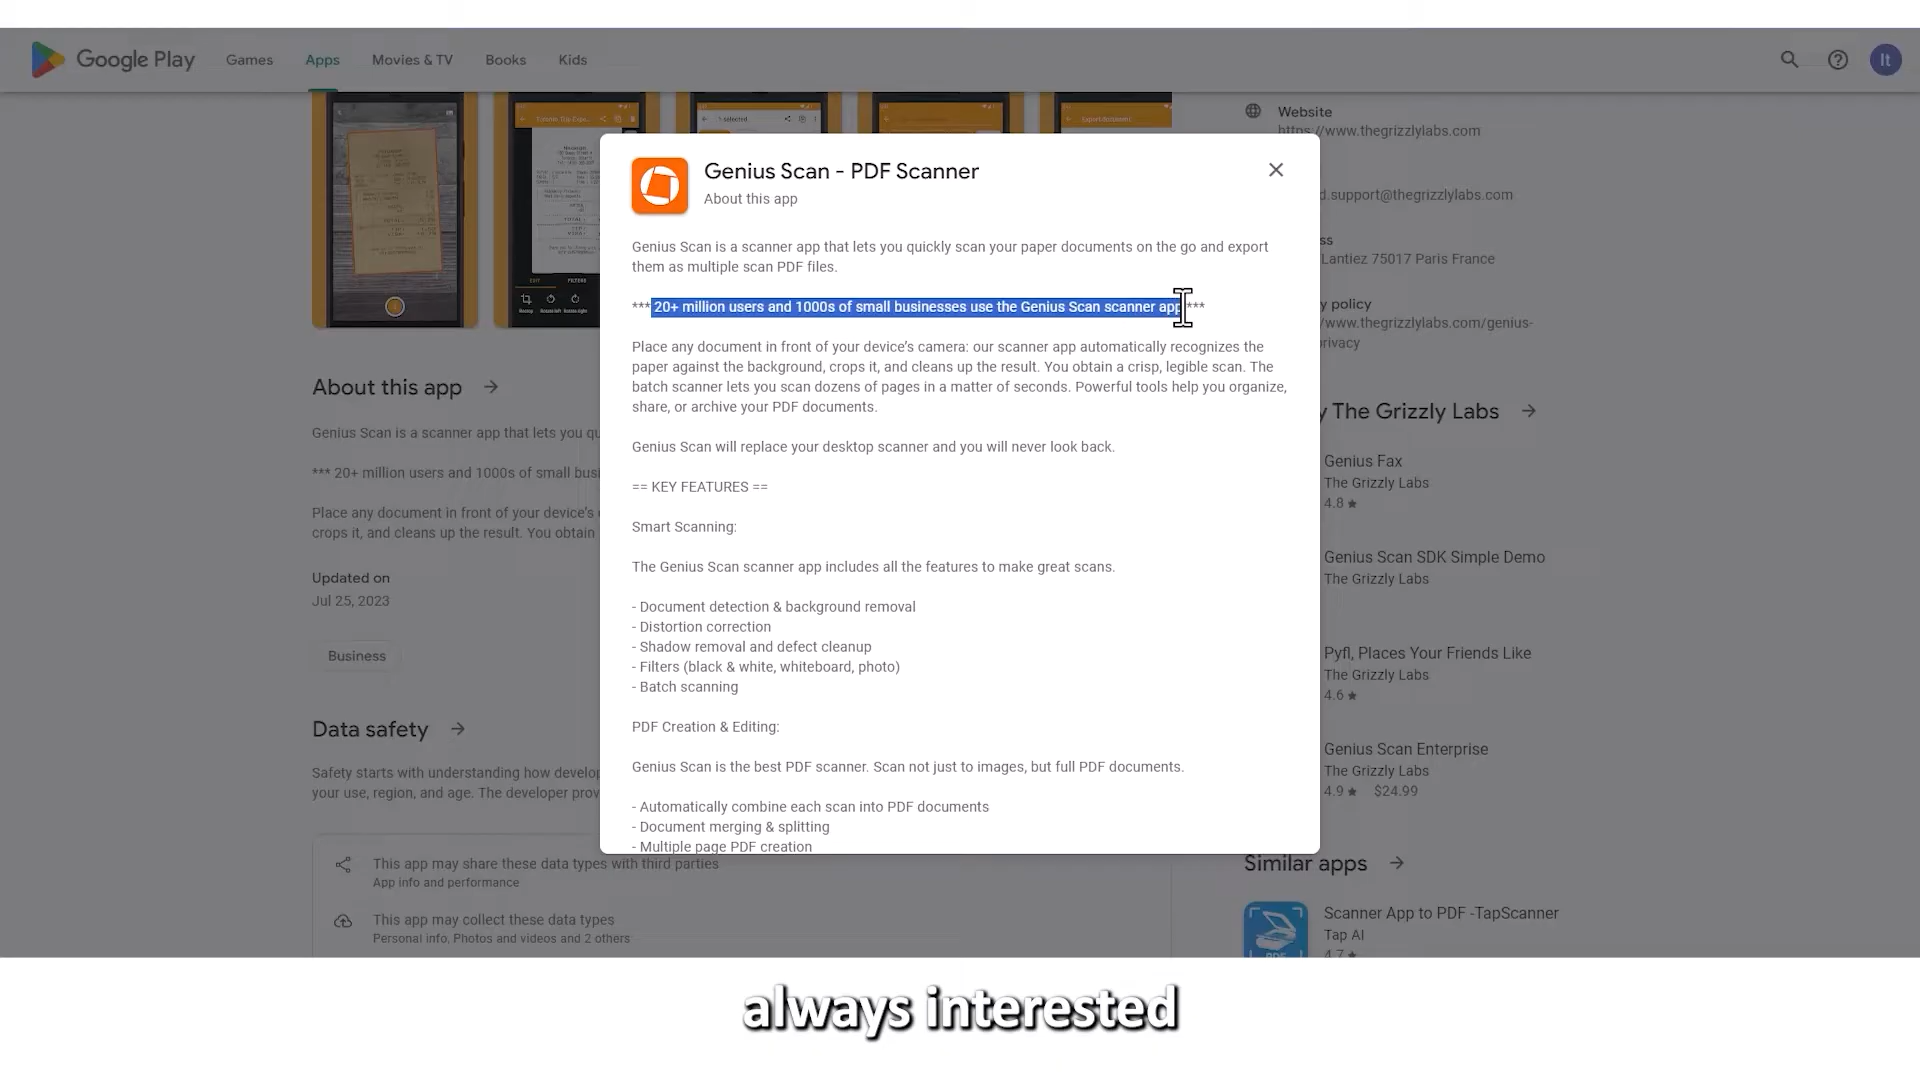 Google Play
Games
Apps
Movies & TV
Books
Kids
It
1 selected
Export document
EDIT
FILTERS
Genius Scan - PDF Scanner
About this app
Genius Scan is a scanner app that lets you quickly scan your paper documents on the go and export
them as multiple scan PDF files.
*** 20+ million users and 1000s of small businesses use the Genius Scan scanner app ***
Place any document in front of your device’s camera: our scanner app automatically recognizes the
paper against the background, crops it, and cleans up the result. You obtain a crisp, legible scan. The
batch scanner lets you scan dozens of pages in a matter of seconds. Powerful tools help you organize,
share, or archive your PDF documents.
Genius Scan will replace your desktop scanner and you will never look back.
== KEY FEATURES ==
Smart Scanning:
The Genius Scan scanner app includes all the features to make great scans.
- Document detection & background removal
- Distortion correction
- Shadow removal and defect cleanup
- Filters (black & white, whiteboard, photo)
- Batch scanning
PDF Creation & Editing:
Genius Scan is the best PDF scanner. Scan not just to images, but full PDF documents.
- Automatically combine each scan into PDF documents
- Document merging & splitting
- Multiple page PDF creation
About this app
Genius Scan is a scanner app that lets you qu
*** 20+ million users and 1000s of small busi
Place any document in front of your device’s
crops it, and cleans up the result. You obtain
Updated on
Jul 25, 2023
Business
Data safety
Safety starts with understanding how develop
your use, region, and age. The developer prov
This app may share these data types with third parties
App info and performance
This app may collect these data types
Personal info, Photos and videos and 2 others
Website
https://www.thegrizzlylabs.com
d.support@thegrizzlylabs.com
ss
Lantiez 75017 Paris France
y policy
/www.thegrizzlylabs.com/genius-
privacy
y The Grizzly Labs
Genius Fax
The Grizzly Labs
4.8 ★
Genius Scan SDK Simple Demo
The Grizzly Labs
Pyfl, Places Your Friends Like
The Grizzly Labs
4.6 ★
Genius Scan Enterprise
The Grizzly Labs
4.9 ★ $24.99
Similar apps
Scanner App to PDF -TapScanner
Tap AI
4.7 ★
PDF
always interested